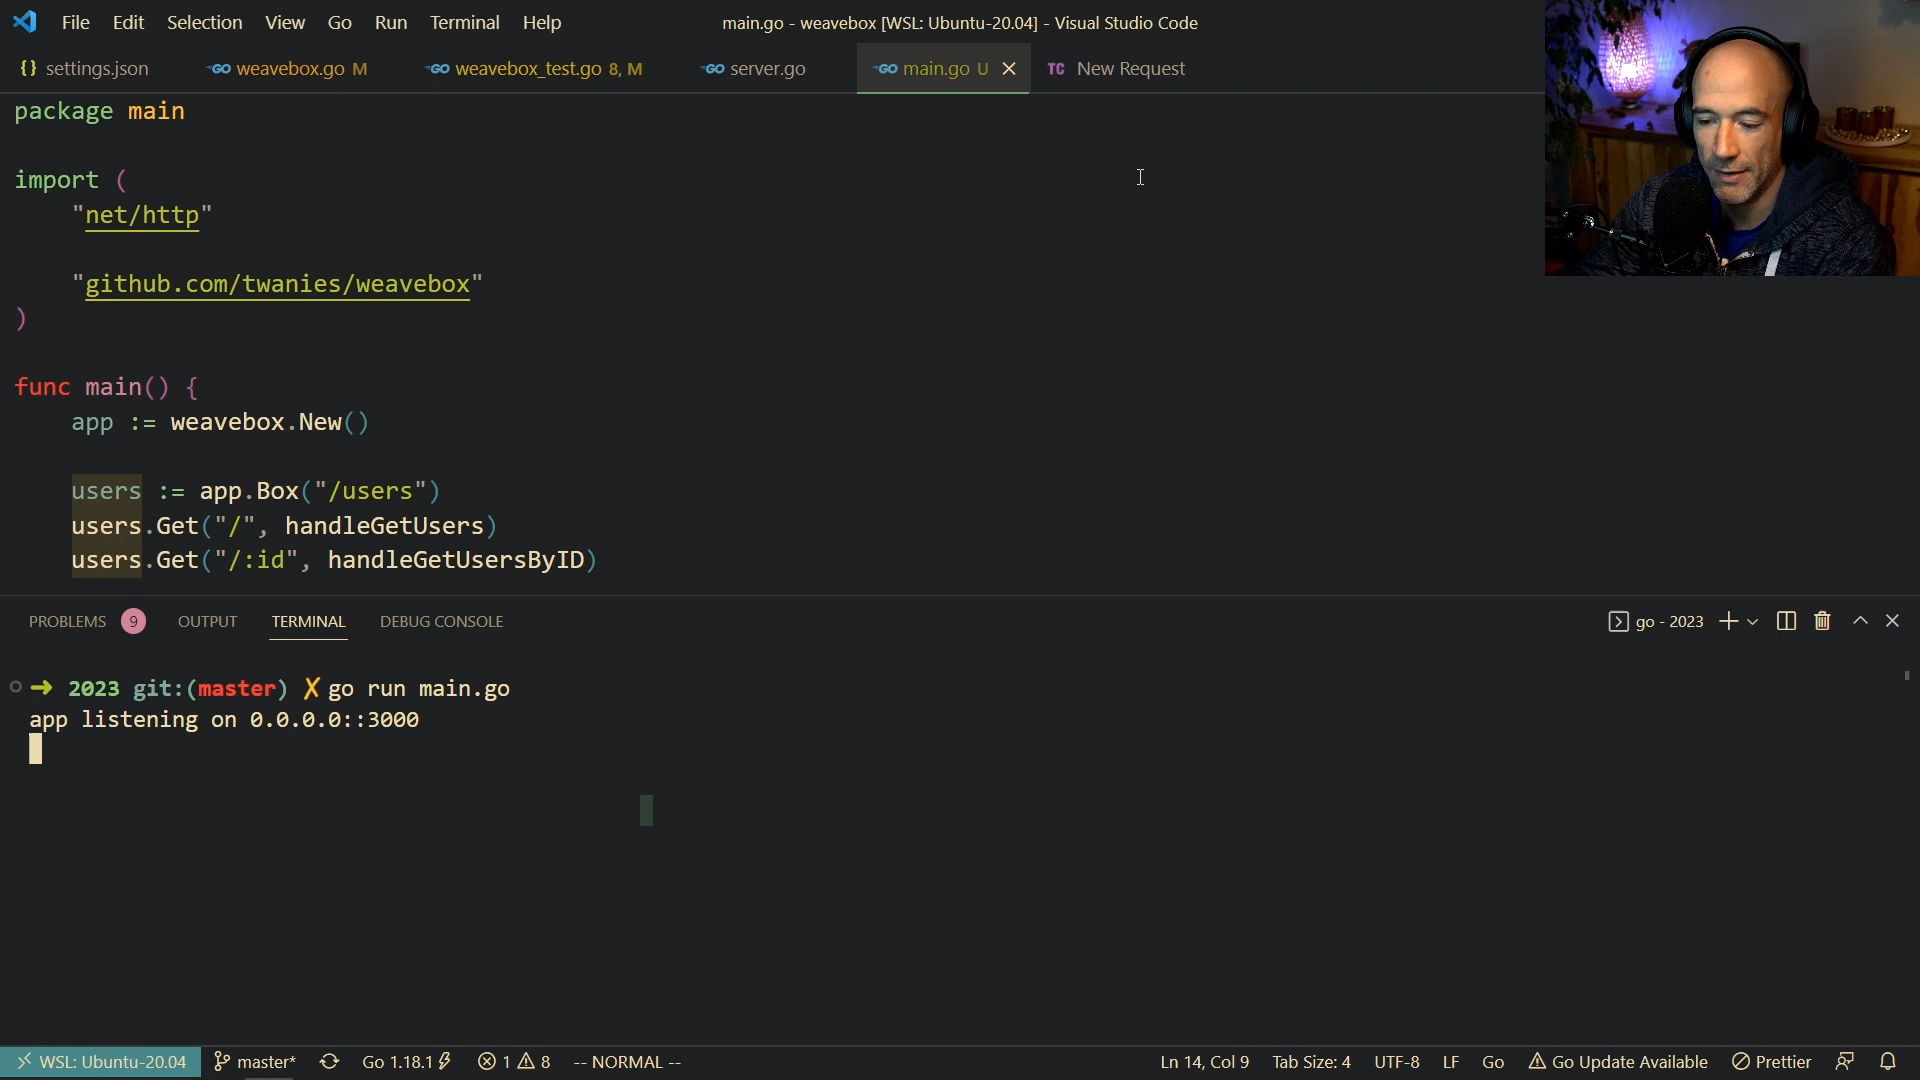 File Edit Selection View Go Run Terminal Help main.go - weavebox [WSL: Ubuntu-20.04] - Visual Studio Code
{} settings.json GO weavebox.go M GO weavebox_test.go 8, M GO server.go GO main.go U TC New Request
package main
import (
"net/http"
"github.com/twanies/weavebox"
)
func main() {
app := weavebox.New()
users := app.Box("/users")
users.Get("/", handleGetUsers)
users.Get("/:id", handleGetUsersByID)
PROBLEMS 9 OUTPUT TERMINAL DEBUG CONSOLE go - 2023
➜ 2023 git:(master) ✗ go run main.go
app listening on 0.0.0.0::3000
WSL: Ubuntu-20.04 master* Go 1.18.1 1 8 -- NORMAL -- Ln 14, Col 9 Tab Size: 4 UTF-8 LF Go Go Update Available Prettier